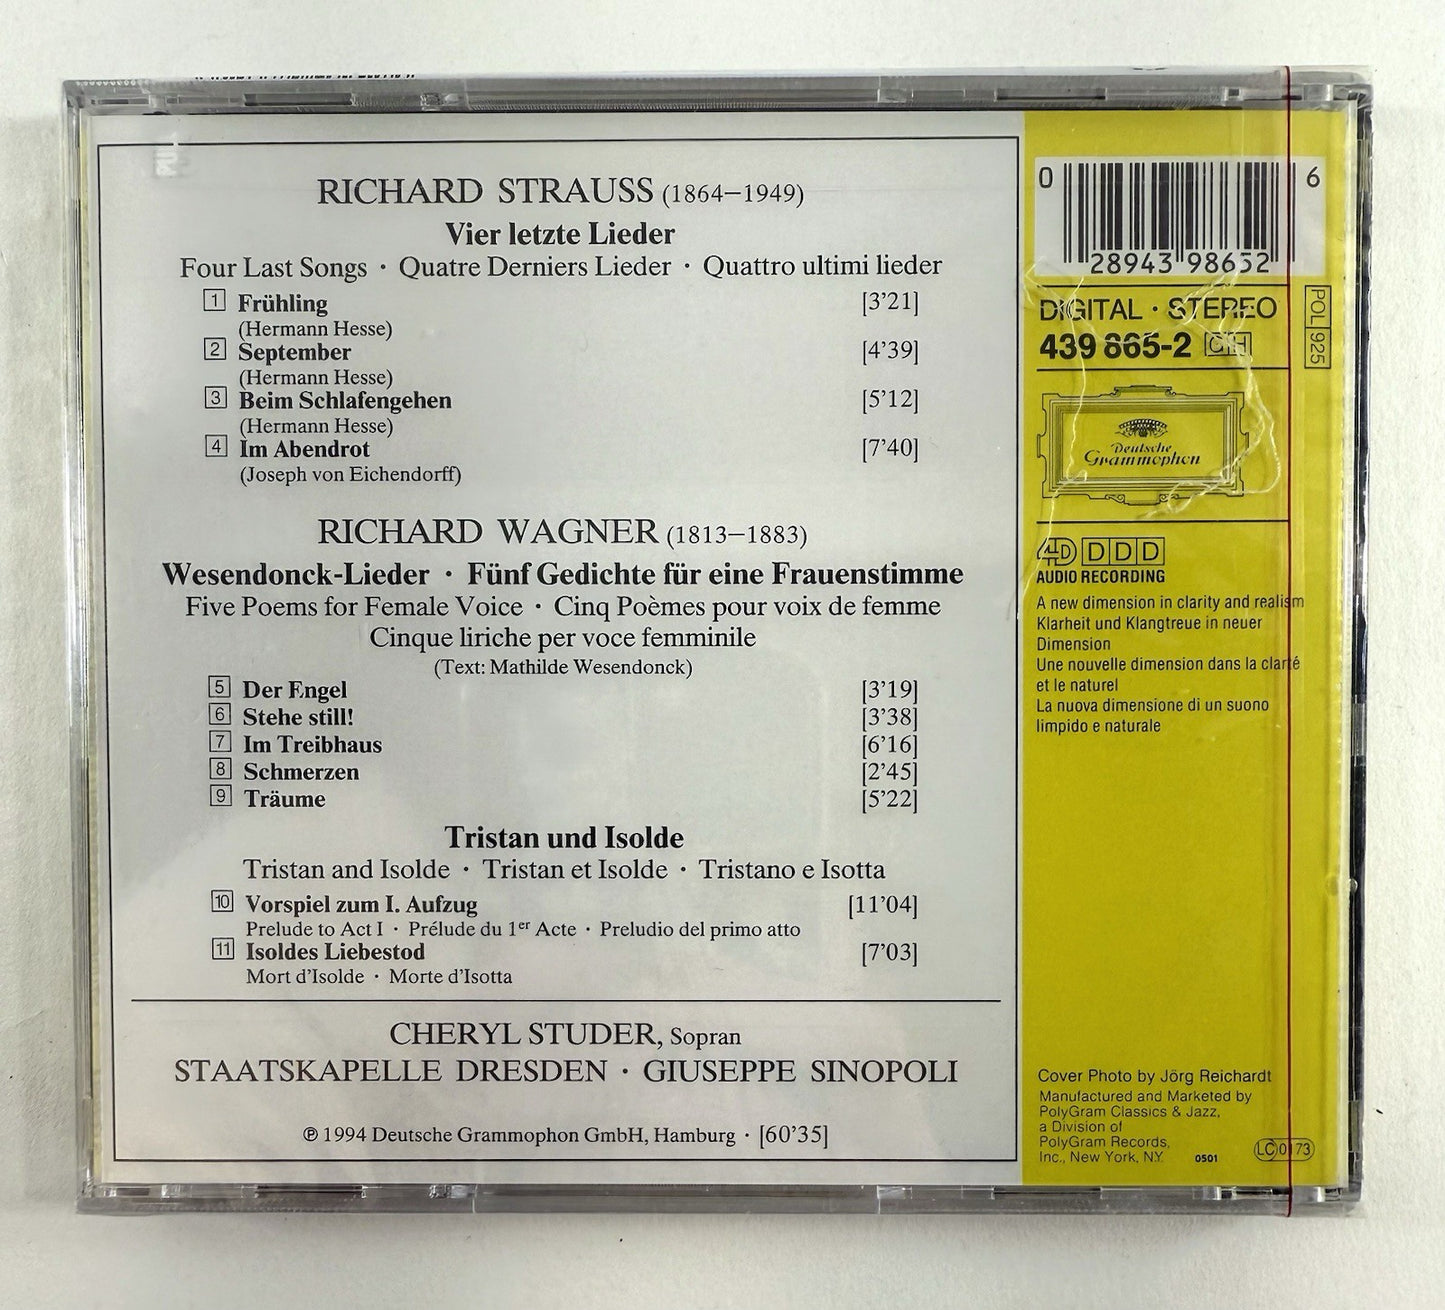 RICHARD STRAUSS (1864–1949)
Vier letzte Lieder
Four Last Songs · Quatre Derniers Lieder · Quattro ultimi lieder
1 Frühling [3'21]
(Hermann Hesse)
2 September [4'39]
(Hermann Hesse)
3 Beim Schlafengehen [5'12]
(Hermann Hesse)
4 Im Abendrot [7'40]
(Joseph von Eichendorff)
RICHARD WAGNER (1813–1883)
Wesendonck-Lieder · Fünf Gedichte für eine Frauenstimme
Five Poems for Female Voice · Cinq Poèmes pour voix de femme
Cinque liriche per voce femminile
(Text: Mathilde Wesendonck)
5 Der Engel [3'19]
6 Stehe still! [3'38]
7 Im Treibhaus [6'16]
8 Schmerzen [2'45]
9 Träume [5'22]
Tristan und Isolde
Tristan and Isolde · Tristan et Isolde · Tristano e Isotta
10 Vorspiel zum I. Aufzug [11'04]
Prelude to Act I · Prélude du 1er Acte · Preludio del primo atto
11 Isoldes Liebestod [7'03]
Mort d'Isolde · Morte d'Isotta
CHERYL STUDER, Sopran
STAATSKAPELLE DRESDEN · GIUSEPPE SINOPOLI
℗ 1994 Deutsche Grammophon GmbH, Hamburg · [60'35]
0 28943 98652 6
DIGITAL · STEREO
439 865-2 GH
POL 925
Deutsche
Grammophon
4D DDD
AUDIO RECORDING
A new dimension in clarity and realism
Klarheit und Klangtreue in neuer
Dimension
Une nouvelle dimension dans la clarté
et le naturel
La nuova dimensione di un suono
limpido e naturale
Cover Photo by Jörg Reichardt
Manufactured and Marketed by
PolyGram Classics & Jazz,
a Division of
PolyGram Records,
Inc., New York, N.Y. 0501
LC 0173